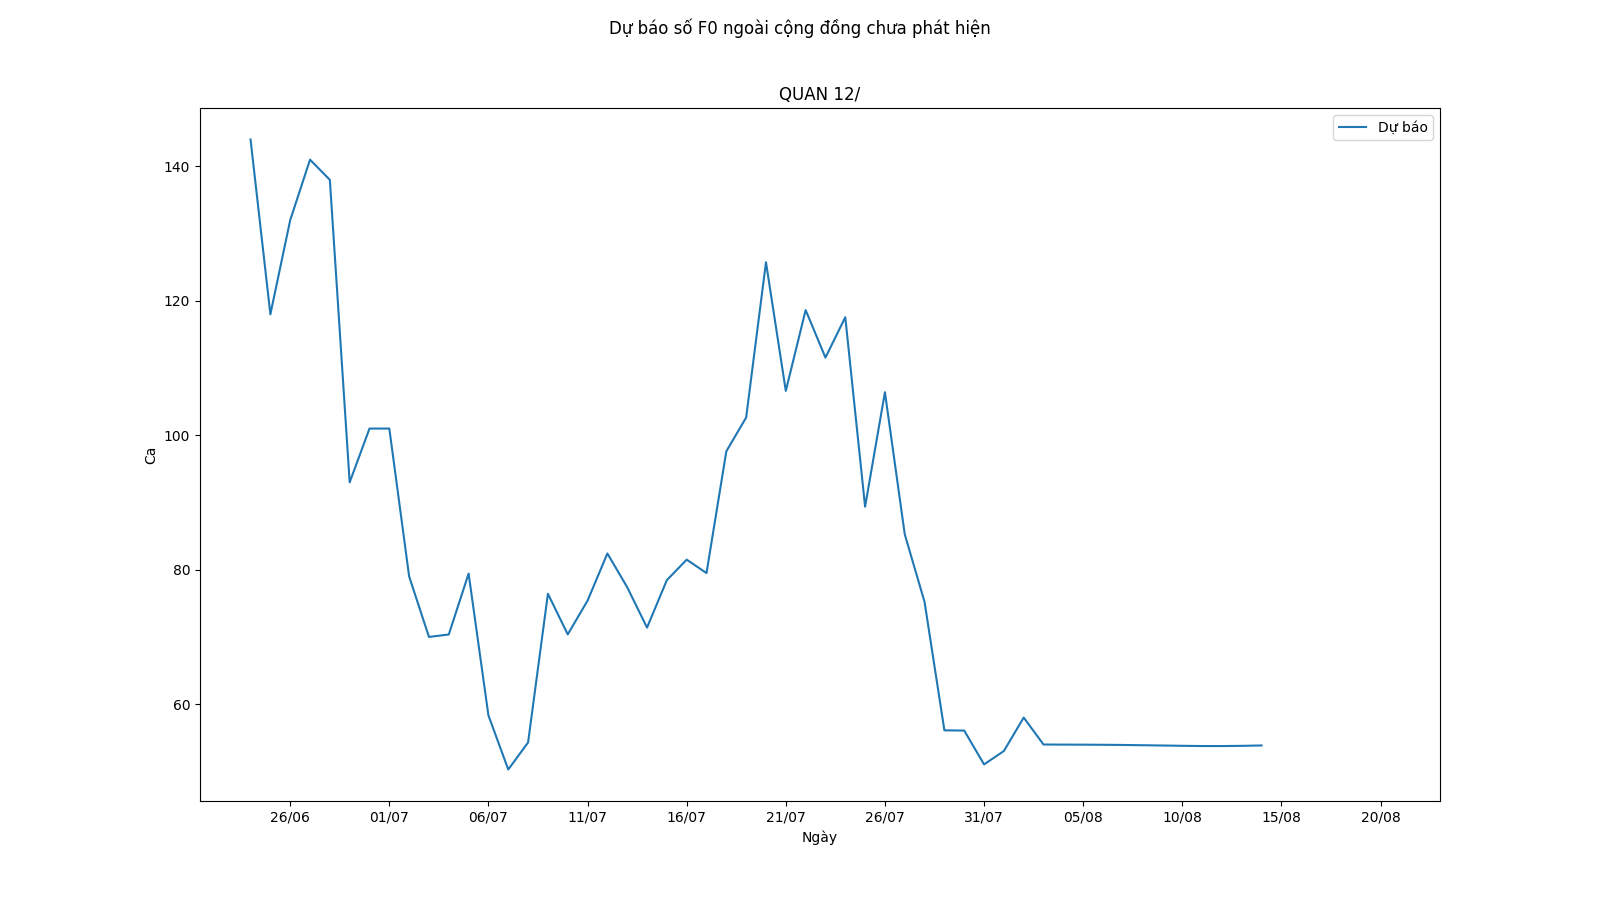 Dự báo số F0 ngoài cộng đồng chưa phát hiện
QUAN 12/
Dự báo
140
120
100
80
60
Ca
26/06 01/07 06/07 11/07 16/07 21/07 26/07 31/07 05/08 10/08 15/08 20/08
Ngày